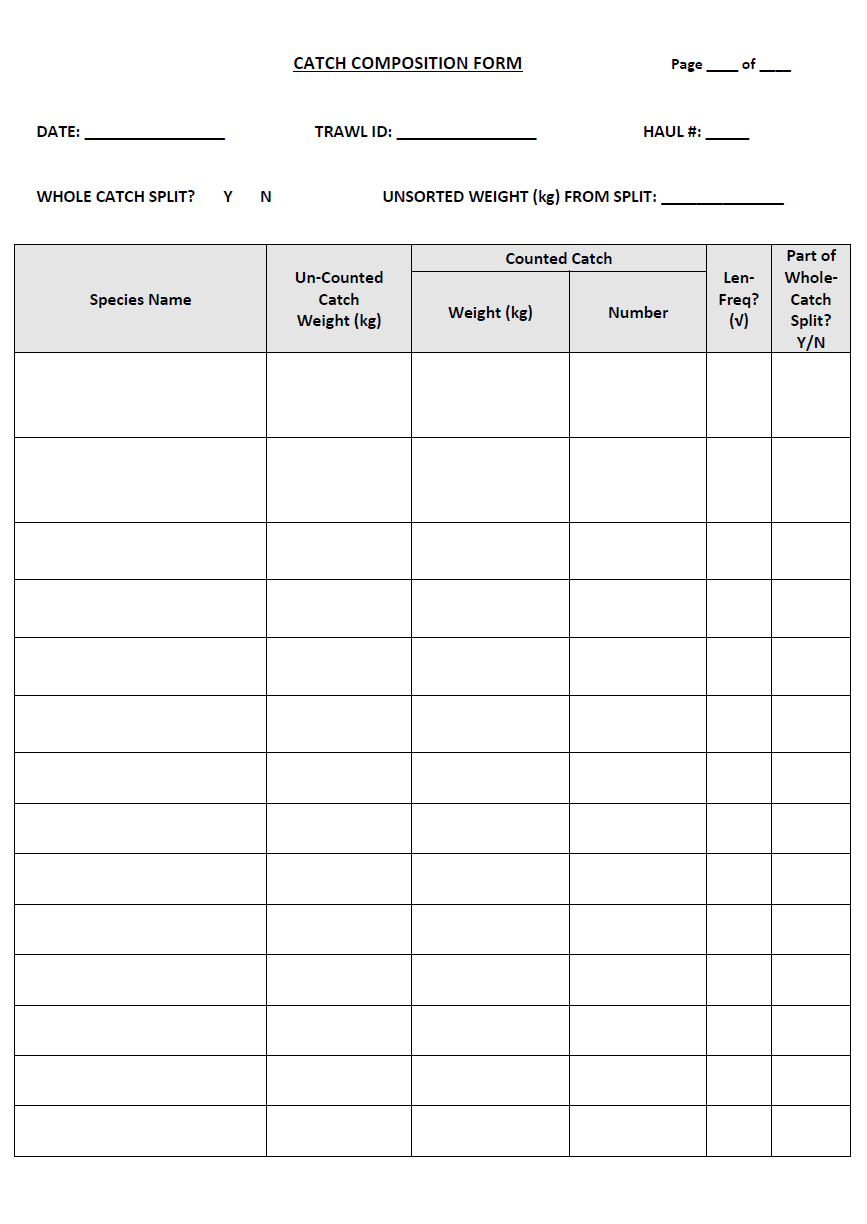 CATCH COMPOSITION FORM Page ____ of ____
DATE: ________________ TRAWL ID: ________________ HAUL #: _____
WHOLE CATCH SPLIT? Y N UNSORTED WEIGHT (kg) FROM SPLIT: ______________
Species Name
Un-Counted
Catch
Weight (kg)
Counted Catch
Weight (kg)
Number
Len-
Freq?
(√)
Part of
Whole-
Catch
Split?
Y/N